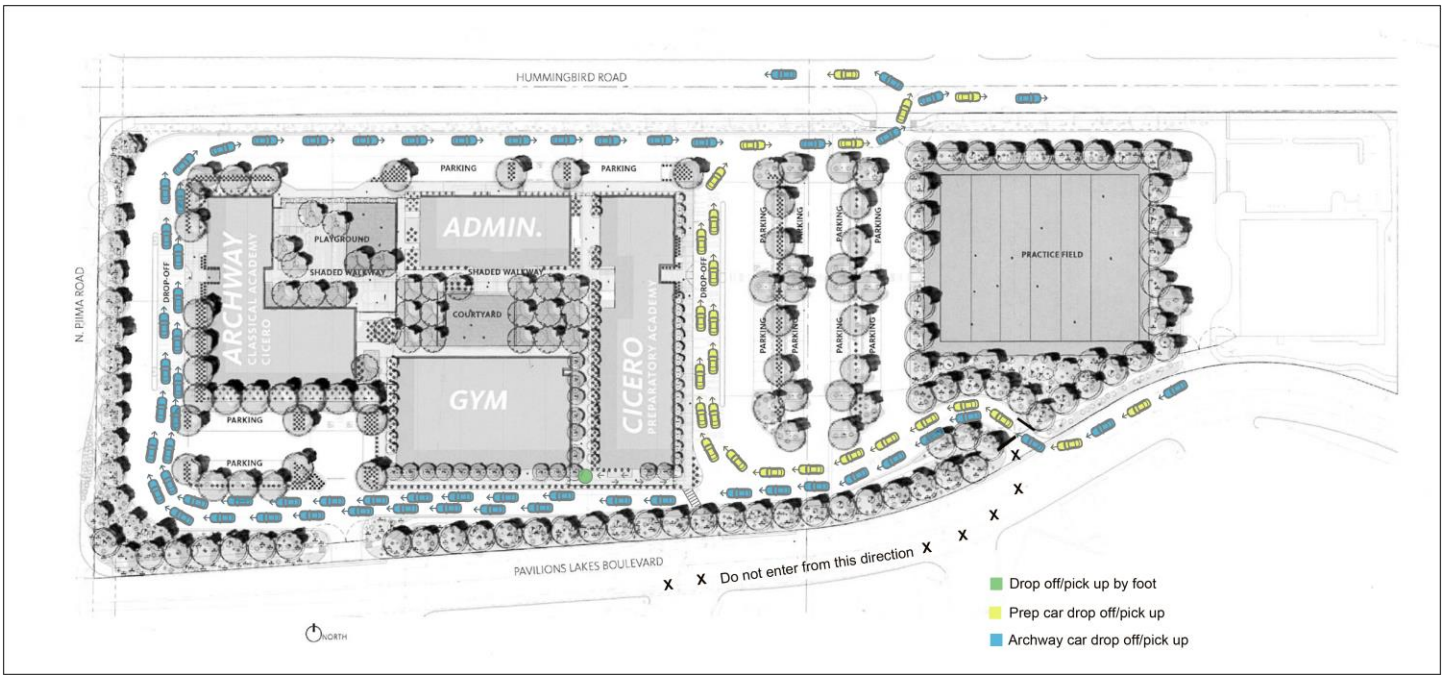 HUMMINGBIRD ROAD
PARKING
PARKING
ADMIN.
PLAYGROUND
SHADED WALKWAY
SHADED WALKWAY
COURTYARD
ARCHWAY
CLASSICAL ACADEMY
CICERO
DROP-OFF
N. PIMA ROAD
CICERO
PREPARATORY ACADEMY
GYM
DROP-OFF
PARKING
PARKING
PARKING
PARKING
PARKING
PARKING
PARKING
PARKING
PRACTICE FIELD
PARKING
PARKING
PAVILIONS LAKES BOULEVARD
X X Do not enter from this direction X X X X X
Drop off/pick up by foot
Prep car drop off/pick up
Archway car drop off/pick up
NORTH